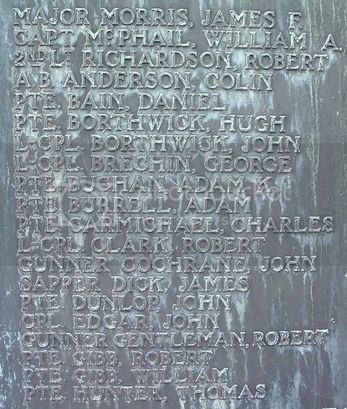 MAJOR MORRIS, JAMES F.
CAPT. McPHAIL, WILLIAM A.
2ND LT. RICHARDSON, ROBERT
A.B. ANDERSON, COLIN
PTE. BAIN, DANIEL
PTE. BORTHWICK, HUGH
L-CPL. BORTHWICK, JOHN
L-CPL. BRECHIN, GEORGE
PTE. BUCHAN, ADAM K.
PTE. BURRELL, ADAM
PTE. CARMICHAEL, CHARLES
L-CPL. CLARK, ROBERT
GUNNER COCHRANE, JOHN
SAPPER DICK, JAMES
PTE. DUNLOP, JOHN
CPL. EDGAR, JOHN
GUNNER GENTLEMAN, ROBERT
PTE. GIBB, ROBERT
PTE. GIBB, WILLIAM
PTE. HUNTER, THOMAS